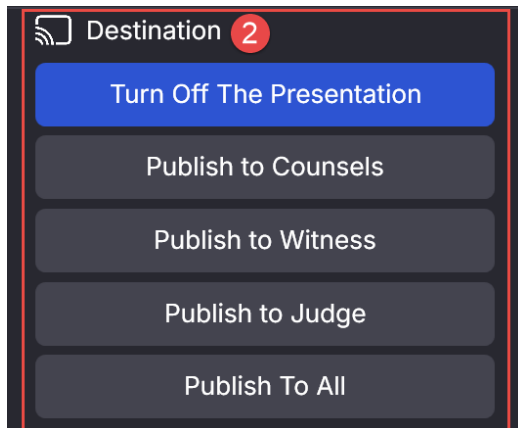 Destination 2
Turn Off The Presentation
Publish to Counsels
Publish to Witness
Publish to Judge
Publish To All